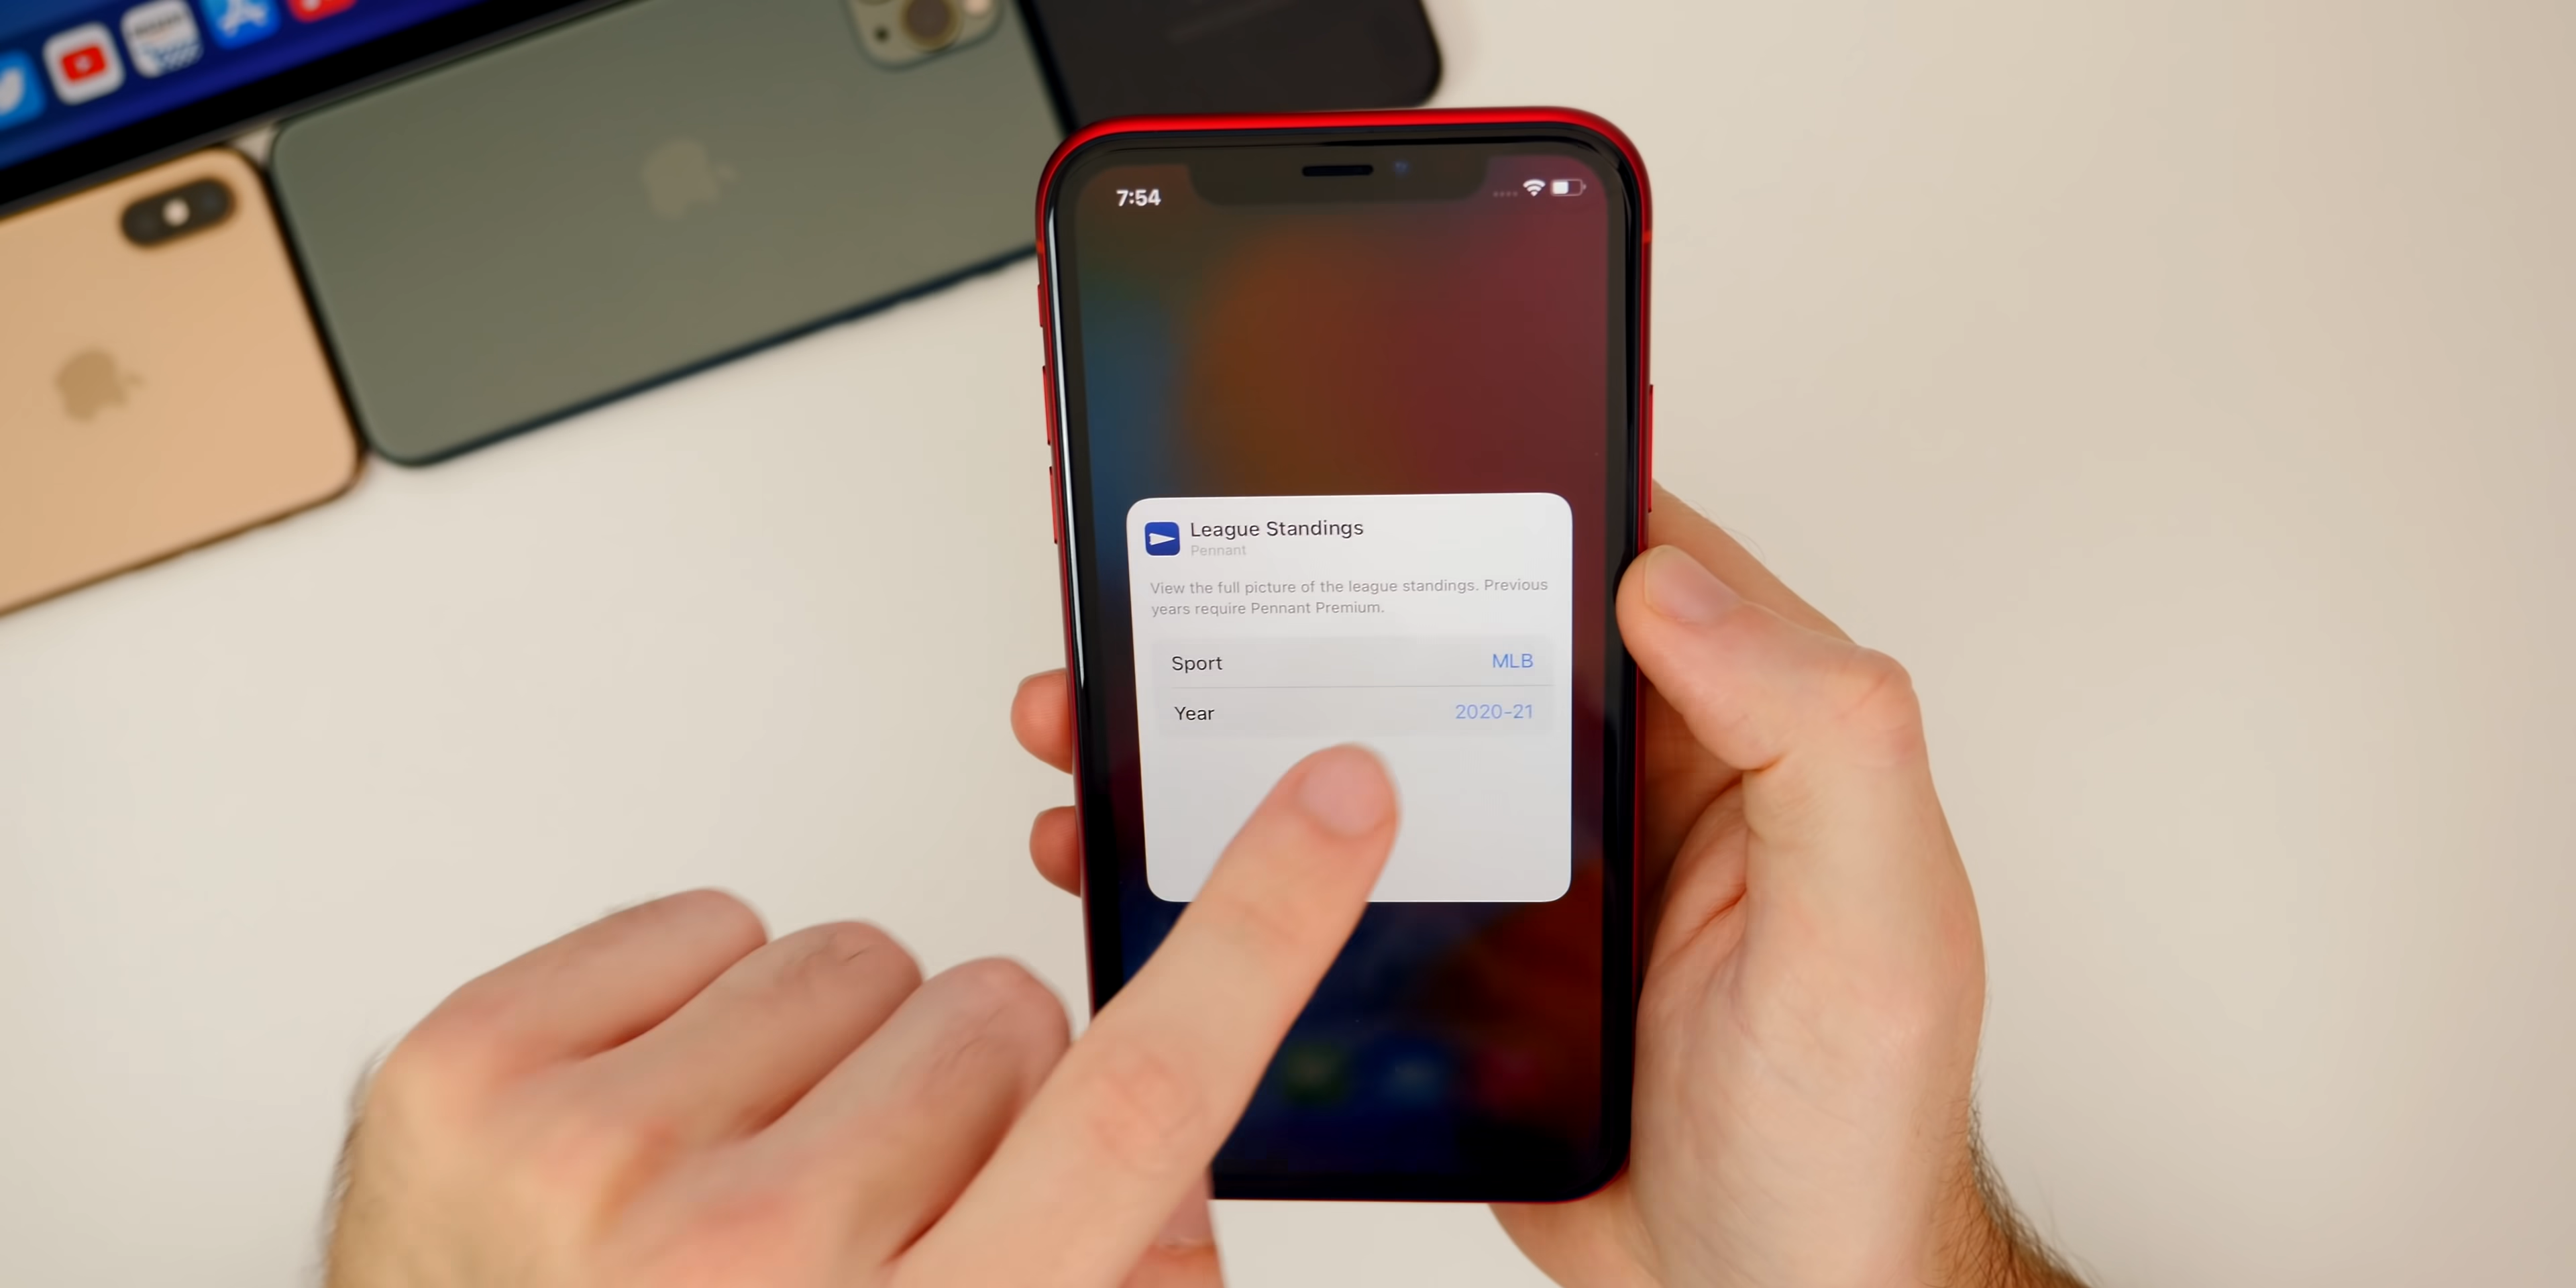 7:54
League Standings
Pennant
View the full picture of the league standings. Previous
years require Pennant Premium.
Sport MLB
Year 2020-21